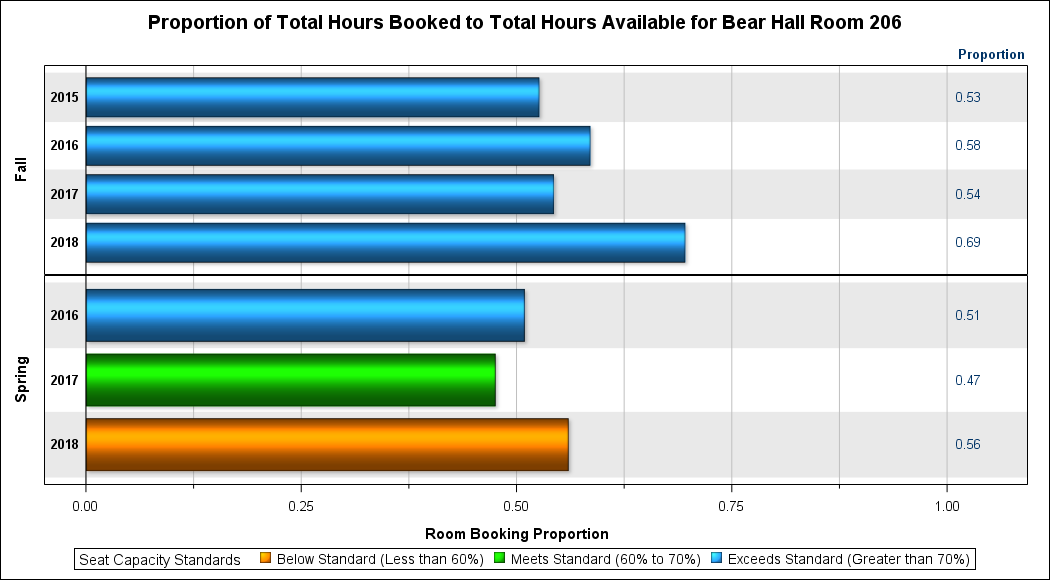 Proportion of Total Hours Booked to Total Hours Available for Bear Hall Room 206
Proportion
Fall
2015 0.53
2016 0.58
2017 0.54
2018 0.69
Spring
2016 0.51
2017 0.47
2018 0.56
0.00 0.25 0.50 0.75 1.00
Room Booking Proportion
Seat Capacity Standards Below Standard (Less than 60%) Meets Standard (60% to 70%) Exceeds Standard (Greater than 70%)